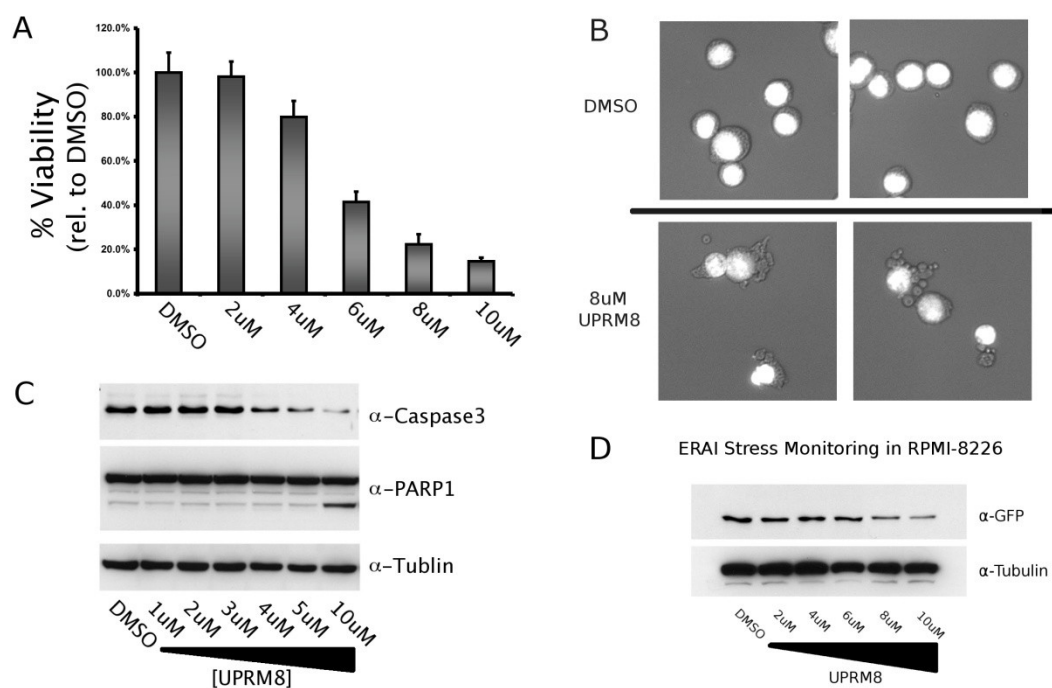 A
% Viability
(rel. to DMSO)
120.0%
100.0%
80.0%
60.0%
40.0%
20.0%
0.0%
DMSO
2uM
4uM
6uM
8uM
10uM
B
DMSO
8uM
UPRM8
C
α-Caspase3
α-PARP1
α-Tublin
DMSO
1uM
2uM
3uM
4uM
5uM
10uM
[UPRM8]
D
ERAI Stress Monitoring in RPMI-8226
α-GFP
α-Tubulin
DMSO
2uM
4uM
6uM
8uM
10uM
UPRM8